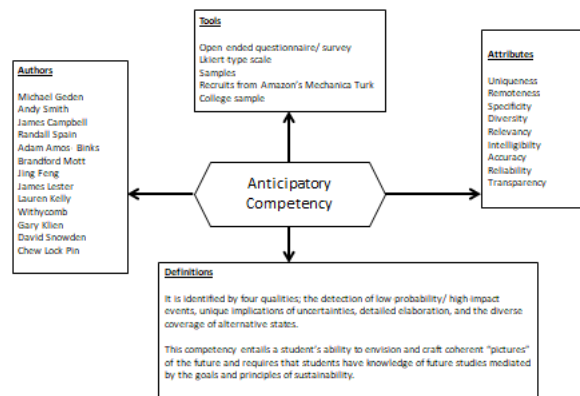 Tools
Open ended questionnaire/ survey
Lkiert type scale
Samples
Recruits from Amazon's Mechanica Turk
College sample
Authors
Michael Geden
Andy Smith
James Campbell
Randall Spain
Adam Amos- Binks
Brandford Mott
Jing Feng
James Lester
Lauren Kelly
Withycomb
Gary Klien
David Snowden
Chew Lock Pin
Anticipatory
Competency
Attributes
Uniqueness
Remoteness
Specificity
Diversity
Relevancy
Intelligibilty
Accuracy
Reliability
Transparency
Definitions
It is identified by four qualities; the detection of low-probability/ high-impact
events, unique implications of uncertainties, detailed elaboration, and the diverse
coverage of alternative states.
This competency entails a student's ability to envision and craft coherent “pictures”
of the future and requires that students have knowledge of future studies mediated
by the goals and principles of sustainability.